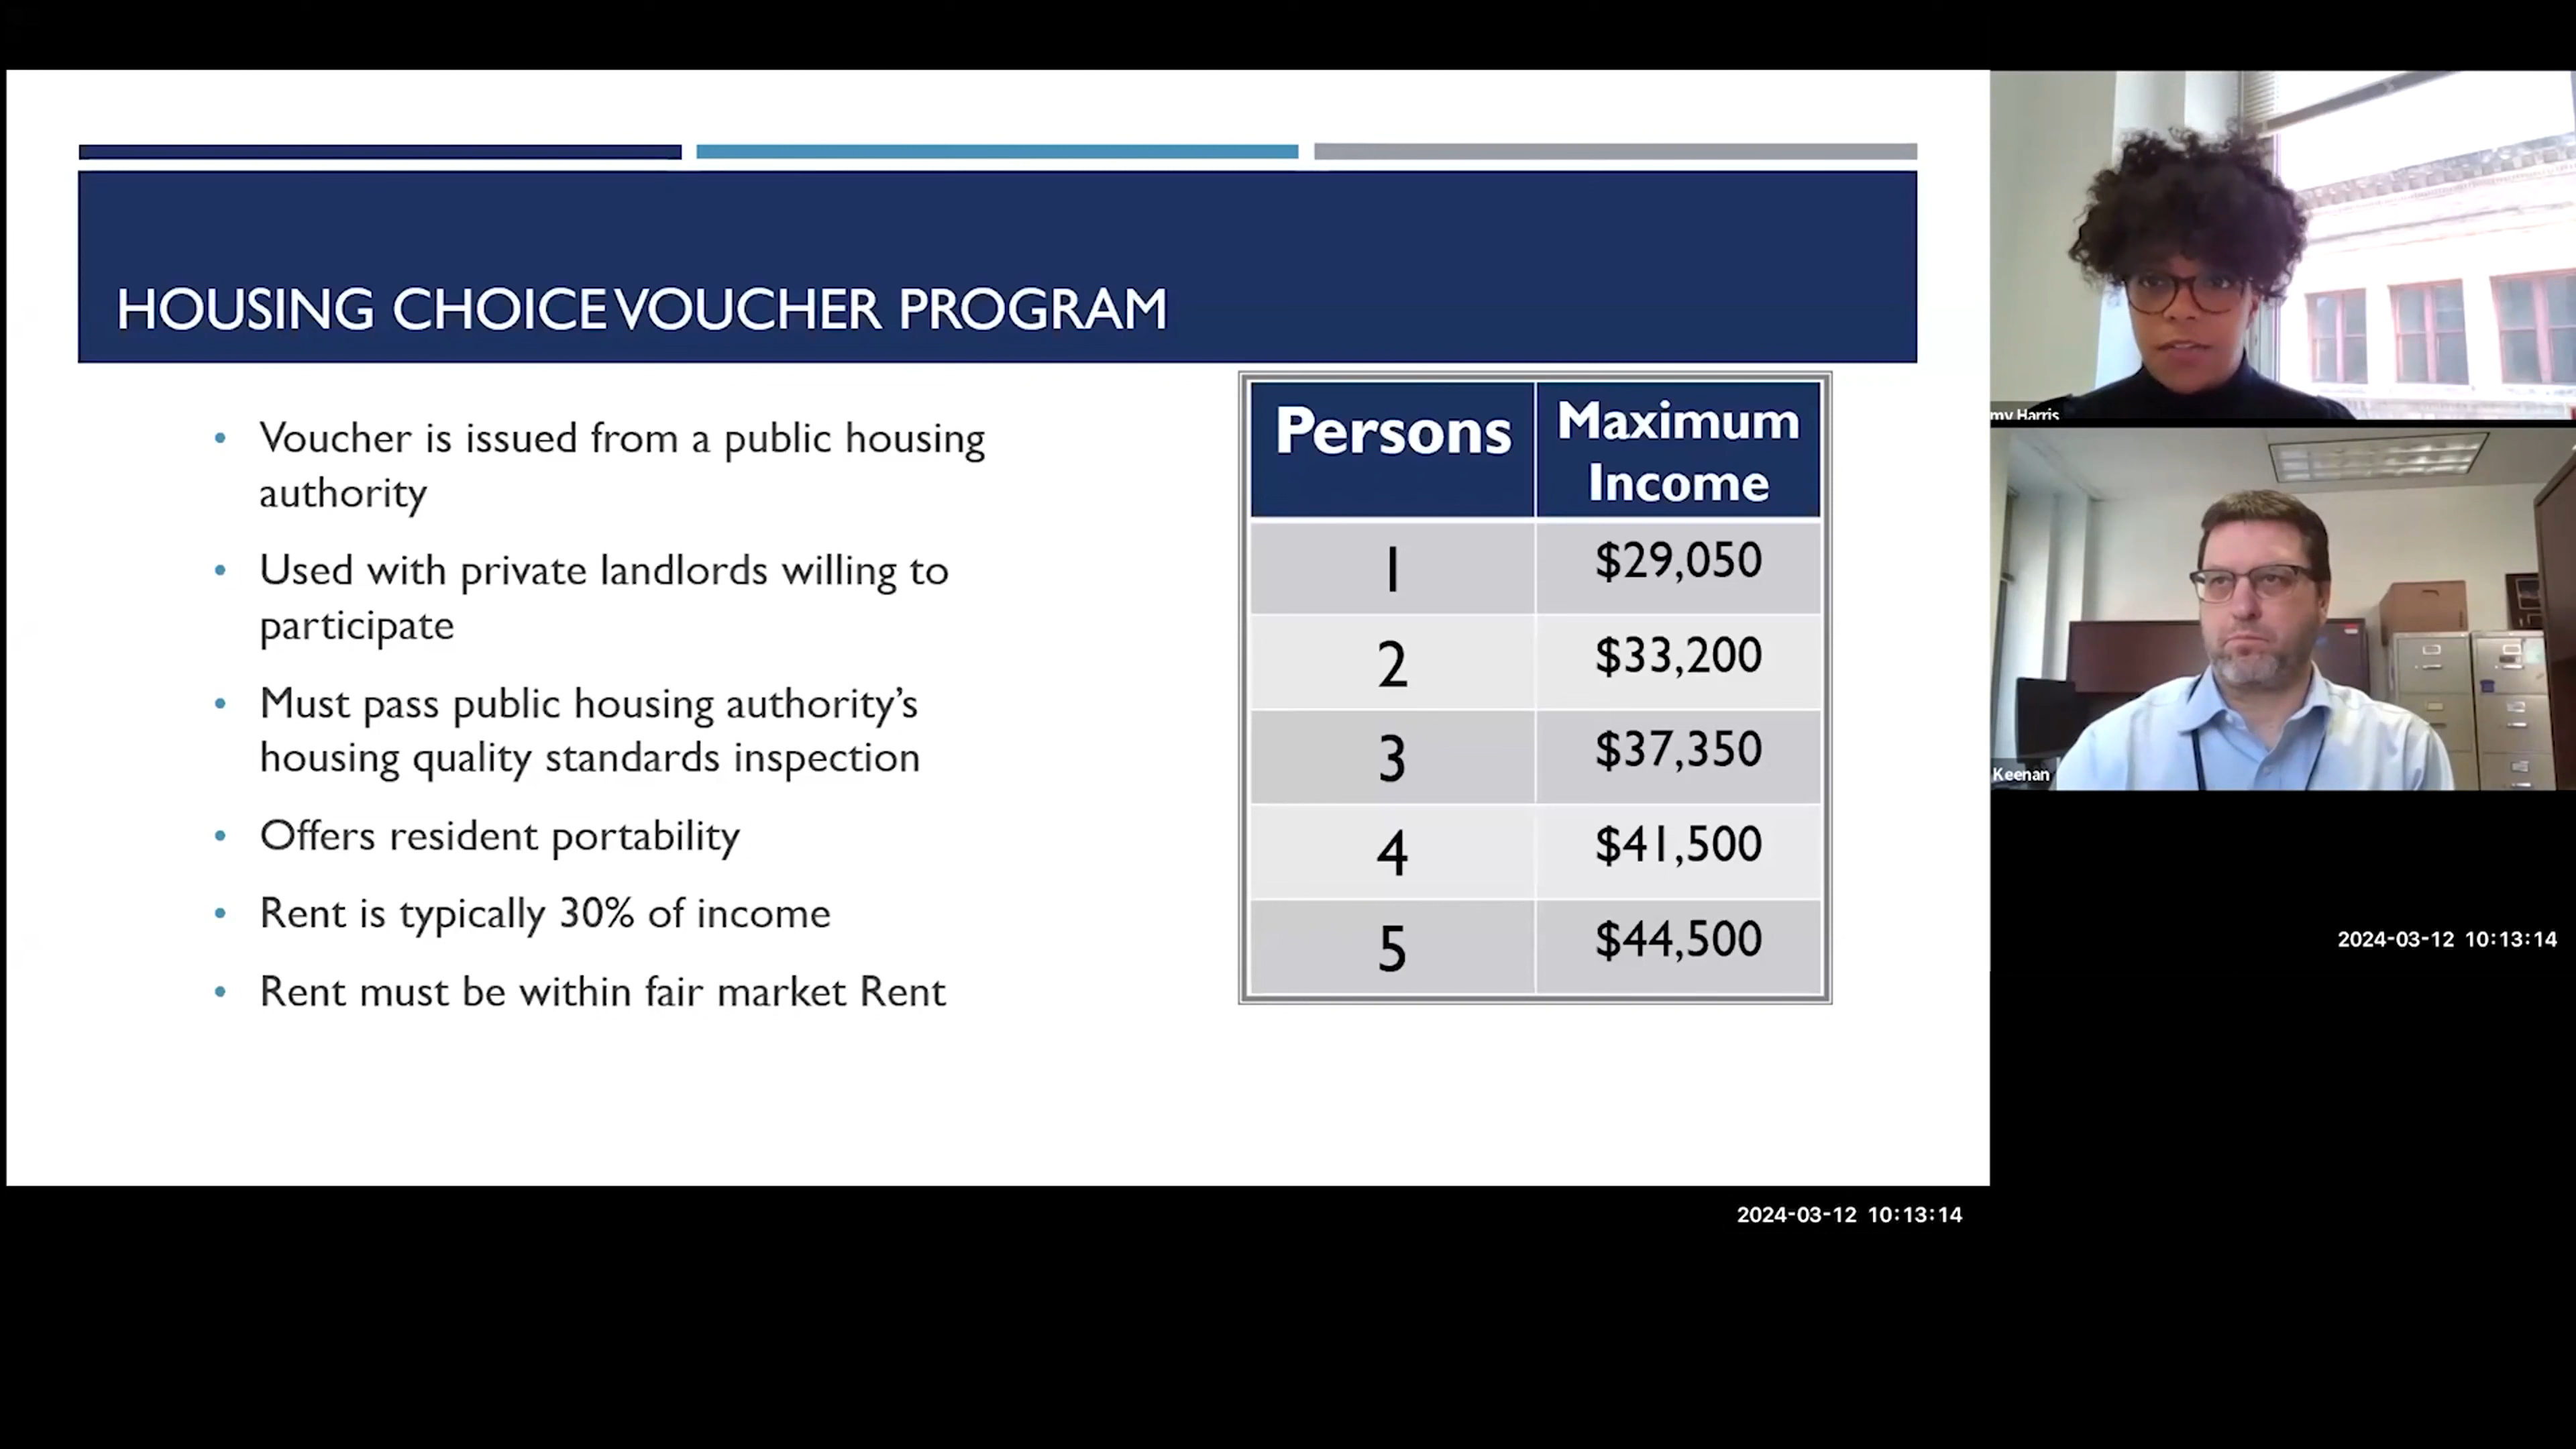 HOUSING CHOICE VOUCHER PROGRAM
• Voucher is issued from a public housing
authority
• Used with private landlords willing to
participate
• Must pass public housing authority’s
housing quality standards inspection
• Offers resident portability
• Rent is typically 30% of income
• Rent must be within fair market Rent
Persons Maximum
Income
1 $29,050
2 $33,200
3 $37,350
4 $41,500
5 $44,500
my Harris
Keenan
2024-03-12 10:13:14
2024-03-12 10:13:14